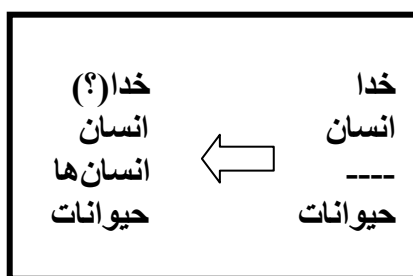 خدا
انسان
----
حیوانات
خدا(؟)
انسان
انسان‌ها
حیوانات